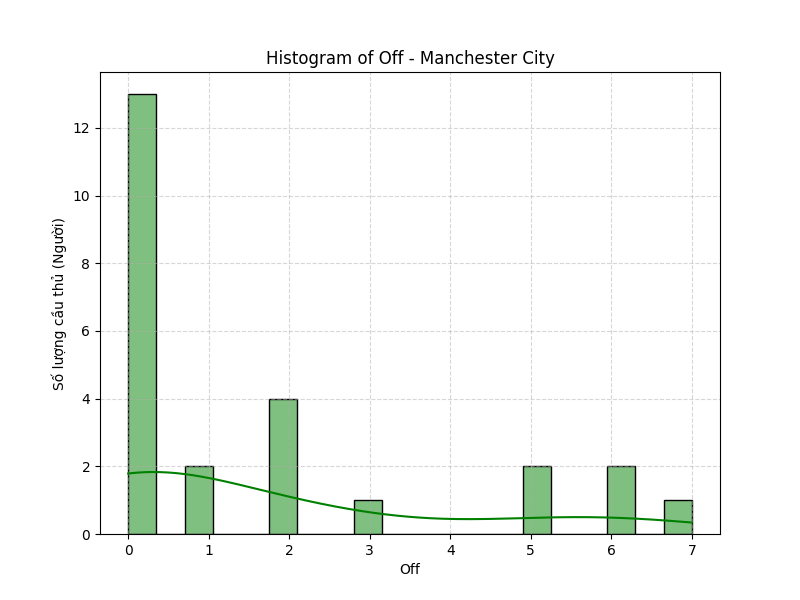 Histogram of Off - Manchester City
Số lượng cầu thủ (Người)
12
10
8
6
4
2
0
0 1 2 3 4 5 6 7
Off